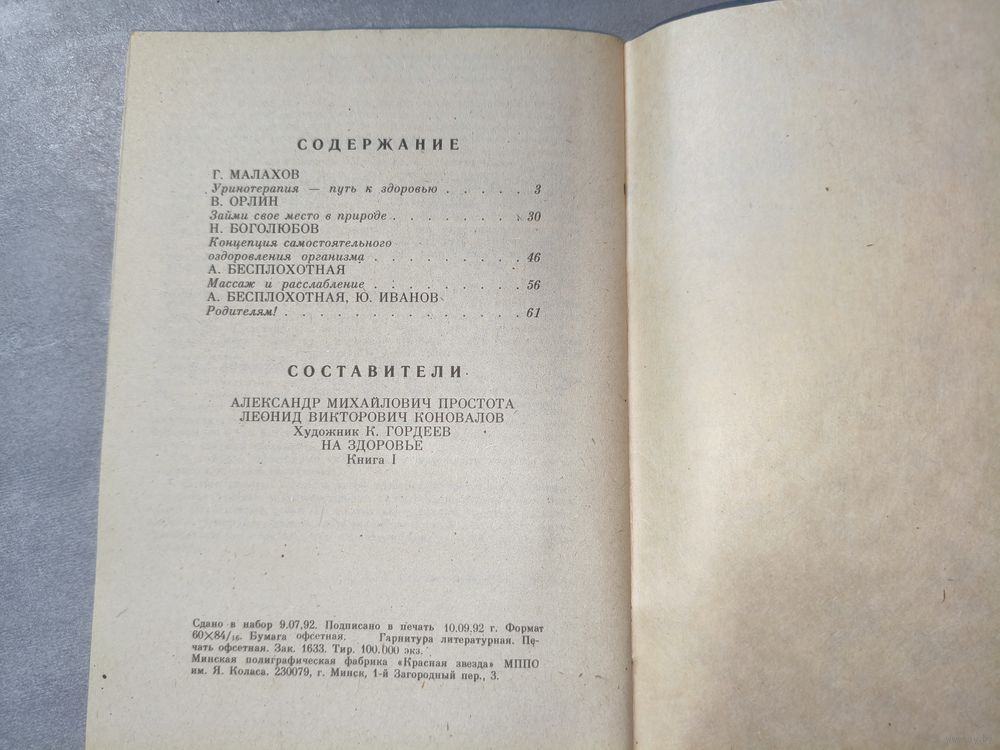 СОДЕРЖАНИЕ
Г. МАЛАХОВ
Уринотерапия — путь к здоровью . . . . . 3
В. ОРЛИН
Займи свое место в природе . . . . . . . . 30
Н. БОГОЛЮБОВ
Концепция самостоятельного
оздоровления организма . . . . . . . . . 46
А. БЕСПЛОХОТНАЯ
Массаж и расслабление . . . . . . . . . 56
А. БЕСПЛОХОТНАЯ, Ю. ИВАНОВ
Родителям! . . . . . . . . . . . . . . 61
СОСТАВИТЕЛИ
АЛЕКСАНДР МИХАЙЛОВИЧ ПРОСТОТА
ЛЕОНИД ВИКТОРОВИЧ КОНОВАЛОВ
Художник К. ГОРДЕЕВ
НА ЗДОРОВЬЕ
Книга I
Сдано в набор 9.07.92. Подписано в печать 10.09.92 г. Формат
60×84/16. Бумага офсетная. Гарнитура литературная. Пе-
чать офсетная. Зак. 1633. Тир. 100.000 экз.
Минская полиграфическая фабрика «Красная звезда» МППО
им. Я. Коласа. 230079, г. Минск, 1-й Загородный пер., 3.